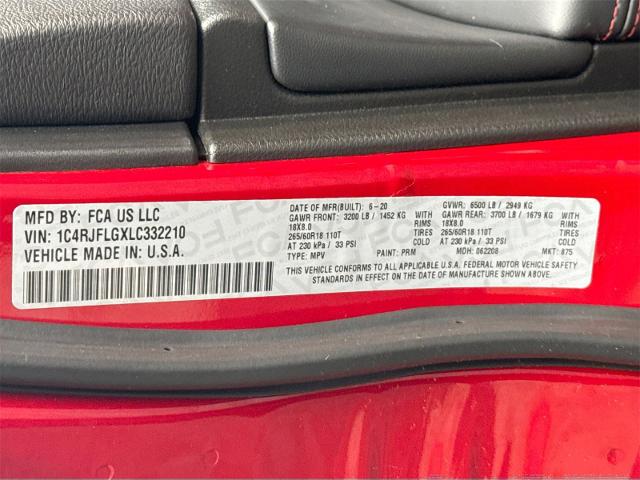 MFD BY: FCA US LLC
VIN: 1C4RJFLGXLC332210
VEHICLE MADE IN: U.S.A.
DATE OF MFR(BUILT): 6-20 GVWR: 6500 LB / 2949 KG
GAWR FRONT: 3200 LB / 1452 KG WITH GAWR REAR: 3700 LB / 1679 KG WITH
18X8.0 RIMS 18X8.0 RIMS
265/60R18 110T TIRES 265/60R18 110T TIRES
AT 230 kPa / 33 PSI COLD AT 230 kPa / 33 PSI COLD
TYPE: MPV PAINT: PRM MDH: 062208 MKT: 875
THIS VEHICLE CONFORMS TO ALL APPLICABLE U.S.A. FEDERAL MOTOR VEHICLE SAFETY
STANDARDS IN EFFECT ON THE DATE OF MANUFACTURE SHOWN ABOVE.